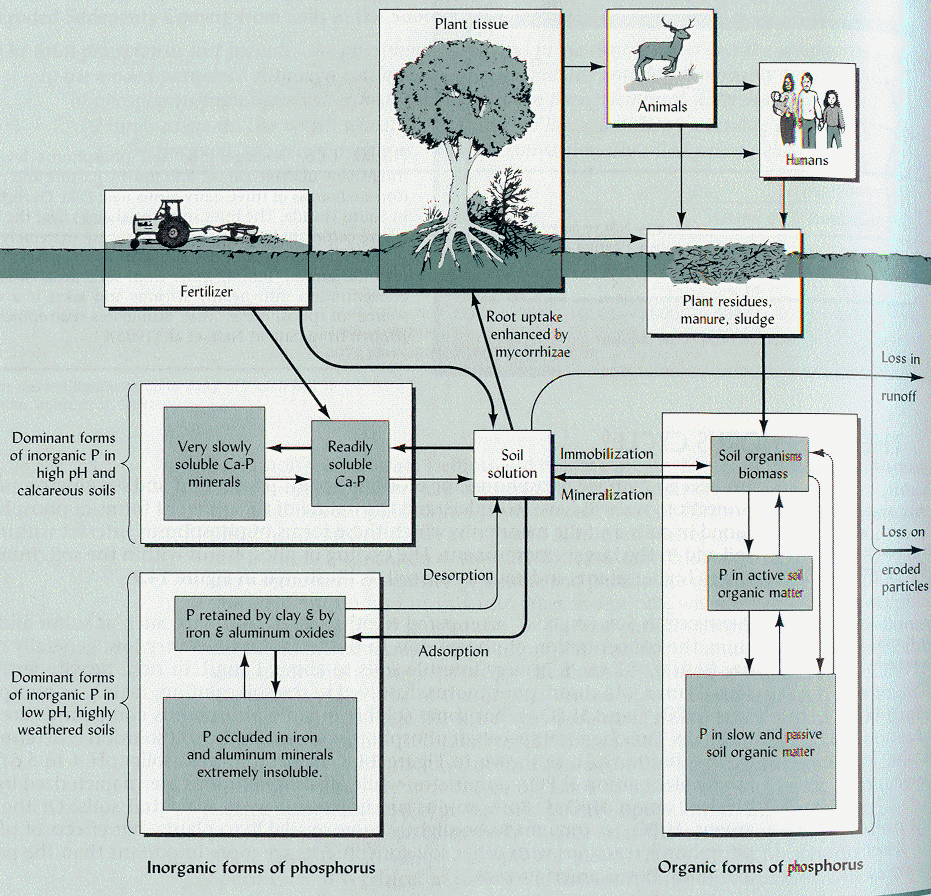 Plant tissue
Animals
Humans
Fertilizer
Plant residues,
manure, sludge
Root uptake
enhanced by
mycorrhizae
Loss in
runoff
Dominant forms
of inorganic P in
high pH and
calcareous soils
Very slowly
soluble Ca-P
minerals
Readily
soluble
Ca-P
Soil
solution
Immobilization
Mineralization
Soil organisms
biomass
Loss on
eroded
particles
Desorption
Adsorption
P in active soil
organic matter
P retained by clay & by
iron & aluminum oxides
Dominant forms
of inorganic P in
low pH, highly
weathered soils
P occluded in iron
and aluminum minerals
extremely insoluble.
P in slow and passive
soil organic matter
Inorganic forms of phosphorus
Organic forms of phosphorus